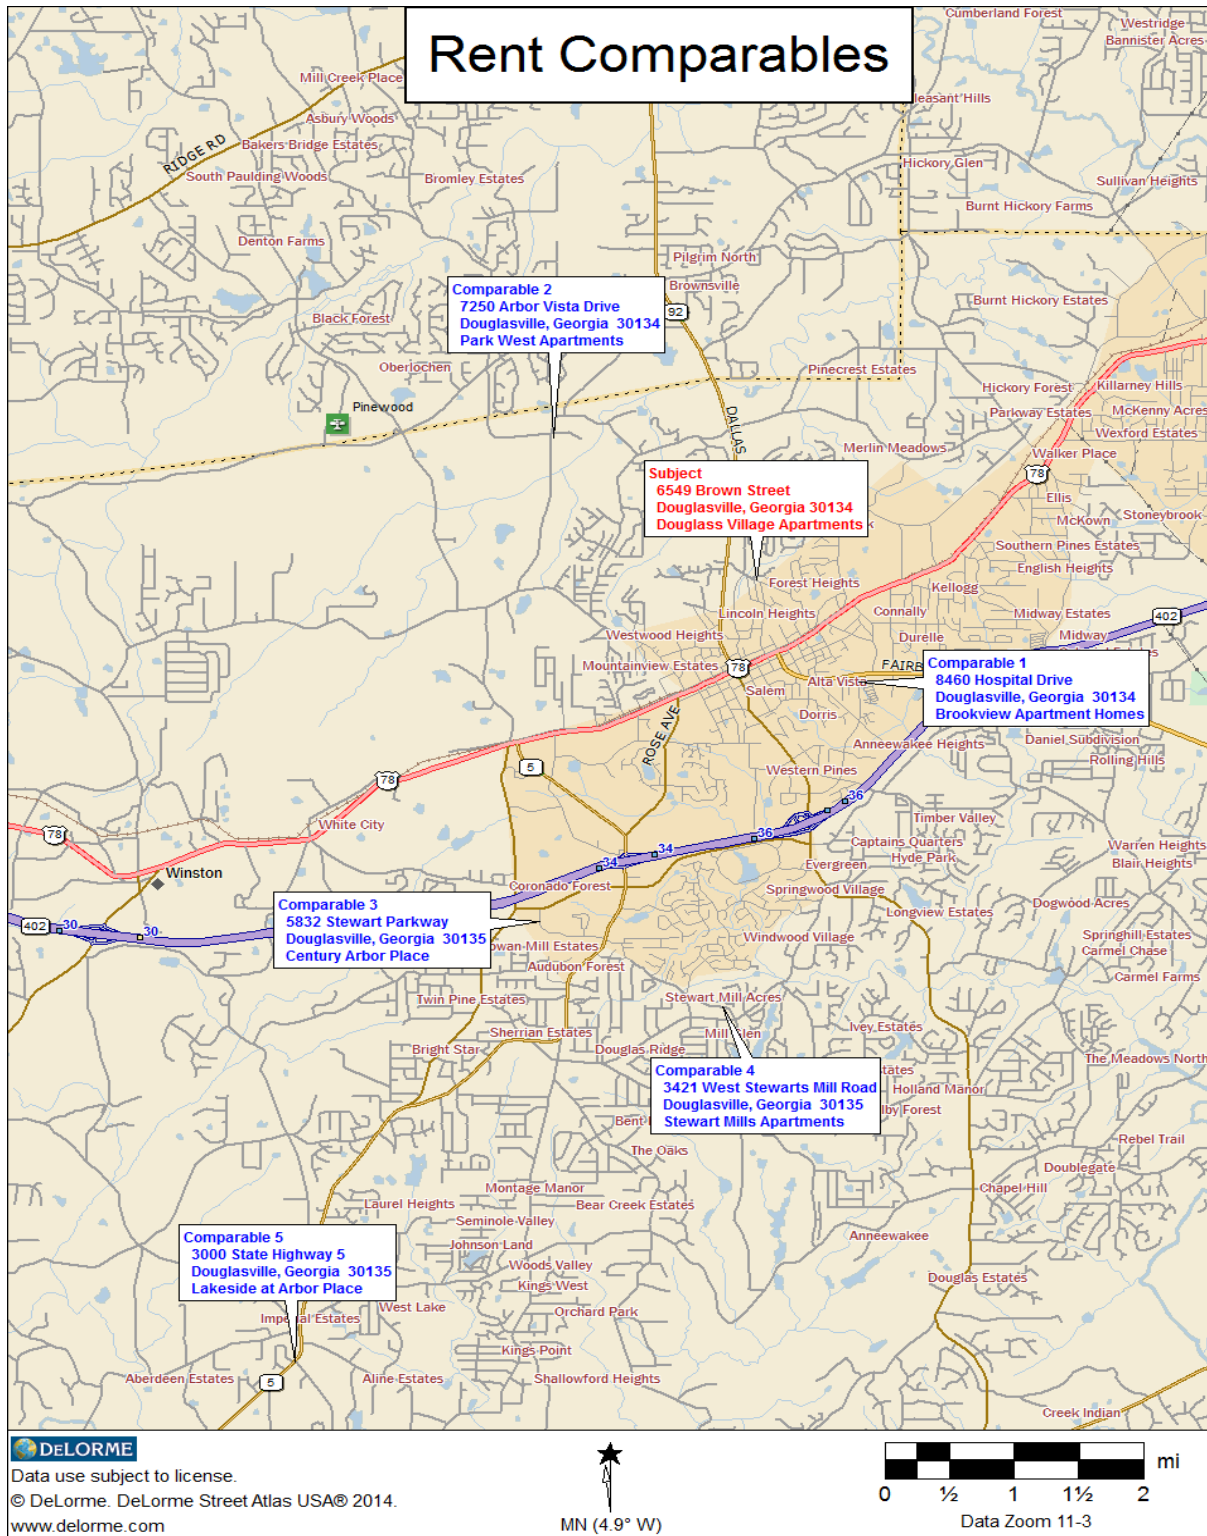 Rent Comparables
Cumberland Forest
Westridge
Bannister Acres
Mill Creek Place
Pleasant Hills
Asbury Woods
RIDGE RD
Bakers Bridge Estates
Hickory Glen
South Paulding Woods
Bromley Estates
Sullivan Heights
Burnt Hickory Farms
Denton Farms
Pilgrim North
Brownsville
Comparable 2
7250 Arbor Vista Drive
Douglasville, Georgia 30134
Park West Apartments
92
Burnt Hickory Estates
Black Forest
Oberlochen
Pinecrest Estates
Hickory Forest
Killarney Hills
Pinewood
DALLAS
Parkway Estates
McKenny Acres
Wexford Estates
Merlin Meadows
Walker Place
78
Subject
6549 Brown Street
Douglasville, Georgia 30134
Douglass Village Apartments
Ellis
McKown
Stoneybrook
Southern Pines Estates
English Heights
Forest Heights
Kellogg
Lincoln Heights
Connally
Midway Estates
402
Westwood Heights
Durelle
Midway
Mountainview Estates
78
FAIRB
Alta Vista
Salem
Comparable 1
8460 Hospital Drive
Douglasville, Georgia 30134
Brookview Apartment Homes
Dorris
ROSE AVE
Anneewakee Heights
Daniel Subdivision
Rolling Hills
5
78
Western Pines
36
White City
78
36
Timber Valley
34
34
Captains Quarters
Hyde Park
Warren Heights
Blair Heights
Evergreen
Winston
Coronado Forest
Springwood Village
Longview Estates
Dogwood Acres
Comparable 3
5832 Stewart Parkway
Douglasville, Georgia 30135
Century Arbor Place
402
30
30
Windwood Village
Springhill Estates
Carmel Chase
owan Mill Estates
Audubon Forest
Carmel Farms
Twin Pine Estates
Stewart Mill Acres
Sherrian Estates
Mill Glen
Ivey Estates
Bright Star
Douglas Ridge
The Meadows North
Comparable 4
3421 West Stewarts Mill Road
Douglasville, Georgia 30135
Stewart Mills Apartments
states
Holland Manor
lby Forest
Bent
Rebel Trail
The Oaks
Doublegate
Montage Manor
Chapel Hill
Laurel Heights
Bear Creek Estates
Seminole Valley
Anneewakee
Johnson Land
Comparable 5
3000 State Highway 5
Douglasville, Georgia 30135
Lakeside at Arbor Place
Woods Valley
Kings West
Douglas Estates
West Lake
Orchard Park
Imperial Estates
Kings Point
Aberdeen Estates
5
Aline Estates
Shallowford Heights
Creek Indian
DELORME
Data use subject to license.
© DeLorme. DeLorme Street Atlas USA® 2014.
www.delorme.com
MN (4.9° W)
mi
0 ½ 1 1½ 2
Data Zoom 11-3